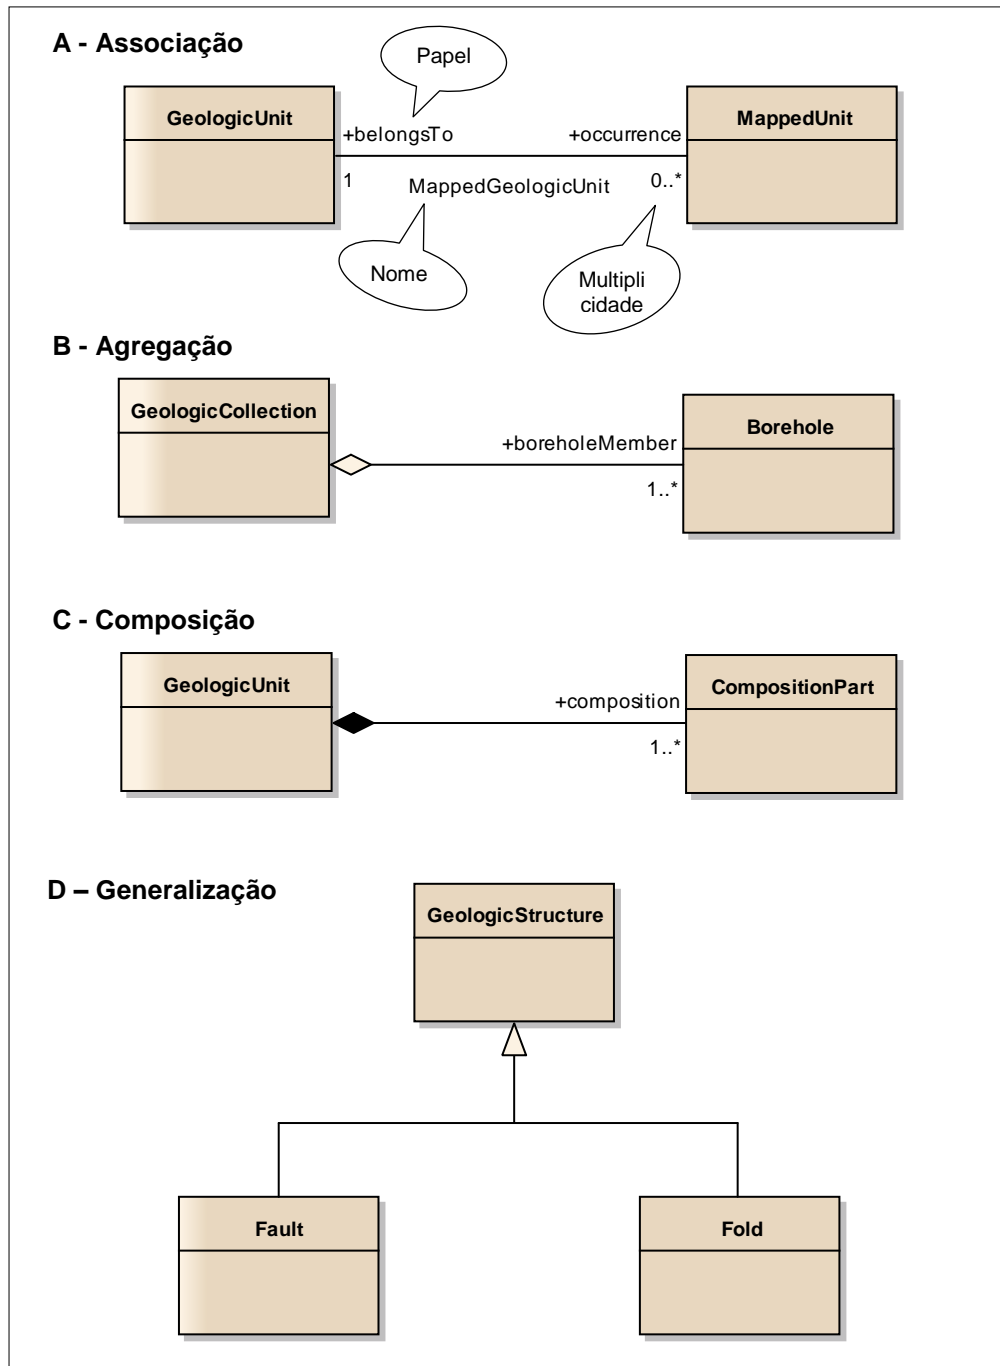 A - Associação
Papel
GeologicUnit
MappedUnit
+belongsTo
+occurrence
1
MappedGeologicUnit
0..*
Nome
Multipli
cidade
B - Agregação
GeologicCollection
Borehole
+boreholeMember
1..*
C - Composição
GeologicUnit
CompositionPart
+composition
1..*
D – Generalização
GeologicStructure
Fault
Fold